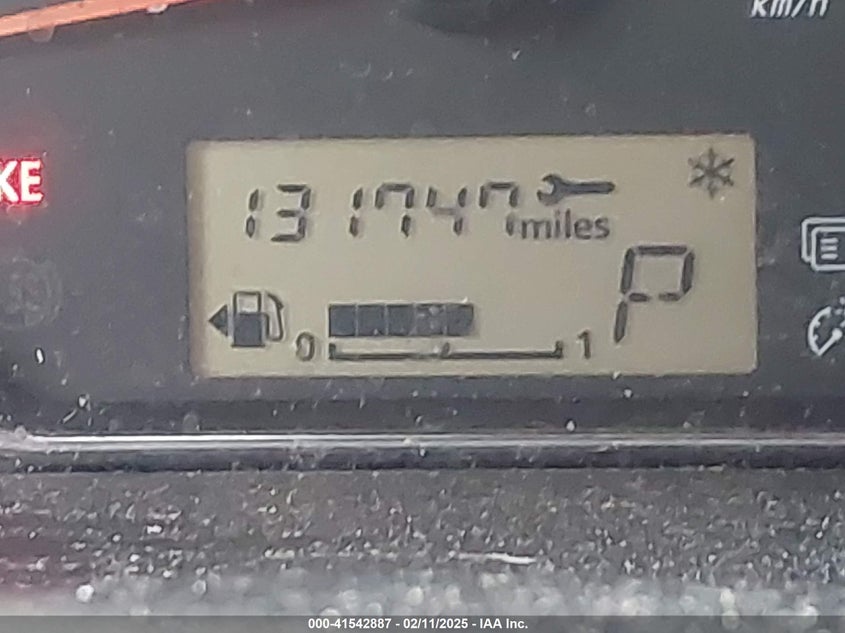 km/h
KE
131747 miles
P
0 1
000-41542887 - 02/11/2025 - IAA Inc.